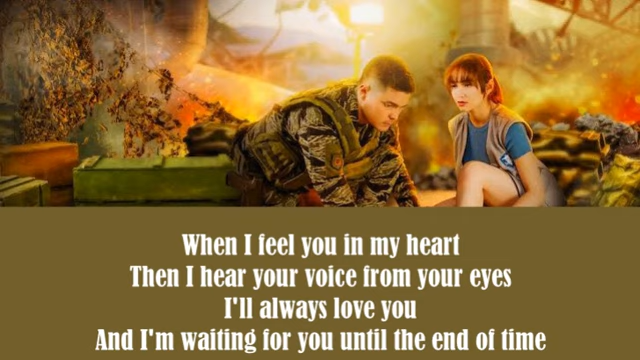 When I feel you in my heart
Then I hear your voice from your eyes
I'll always love you
And I'm waiting for you until the end of time